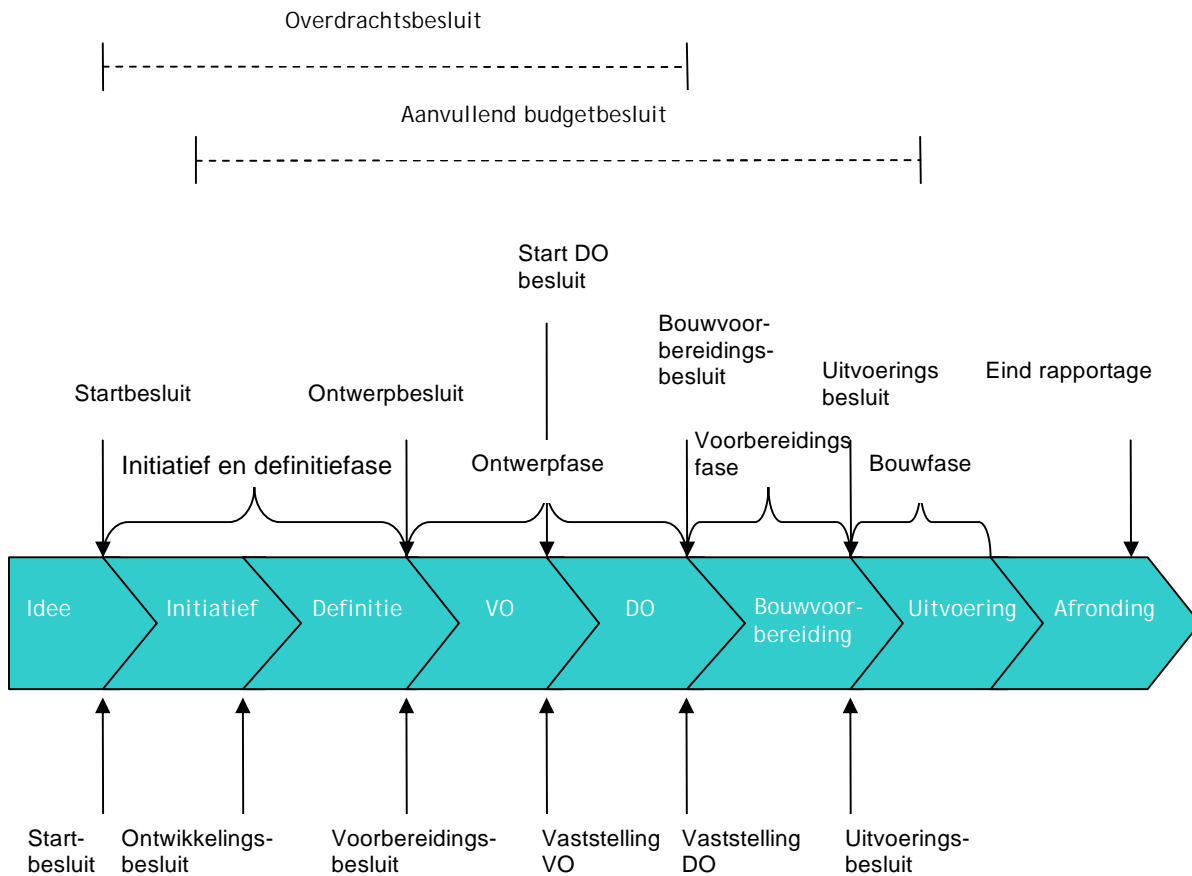 Overdrachtsbesluit
Aanvullend budgetbesluit
Start DO
besluit
Bouwvoor-
bereidings-
besluit
Uitvoerings
besluit
Eind rapportage
Startbesluit
Ontwerpbesluit
Initiatief en definitiefase
Ontwerpfase
Voorbereidings
fase
Bouwfase
Idee
Initiatief
Definitie
VO
DO
Bouwvoor-
bereiding
Uitvoering
Afronding
Start-
besluit
Ontwikkelings-
besluit
Voorbereidings-
besluit
Vaststelling
VO
Vaststelling
DO
Uitvoerings-
besluit